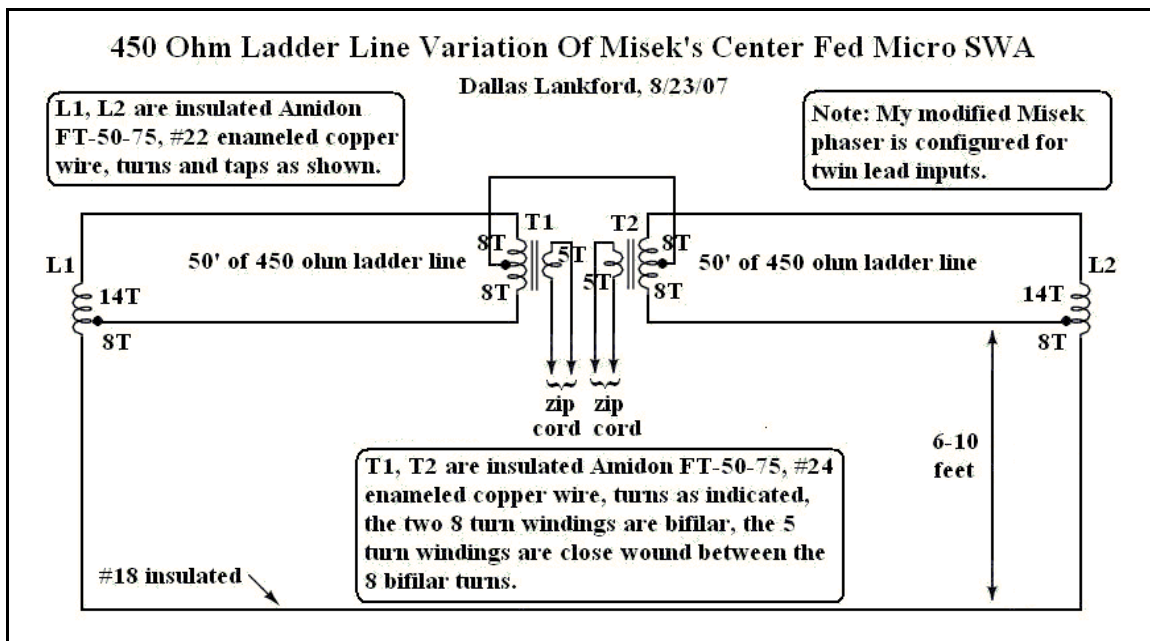 450 Ohm Ladder Line Variation Of Misek's Center Fed Micro SWA
Dallas Lankford, 8/23/07
L1, L2 are insulated Amidon
FT-50-75, #22 enameled copper
wire, turns and taps as shown.
Note: My modified Misek
phaser is configured for
twin lead inputs.
T1
T2
8T
8T
L1
50' of 450 ohm ladder line
5T
5T
50' of 450 ohm ladder line
L2
14T
8T
8T
14T
8T
8T
zip
cord
zip
cord
6-10
feet
T1, T2 are insulated Amidon FT-50-75, #24
enameled copper wire, turns as indicated,
the two 8 turn windings are bifilar, the 5
turn windings are close wound between the
8 bifilar turns.
#18 insulated